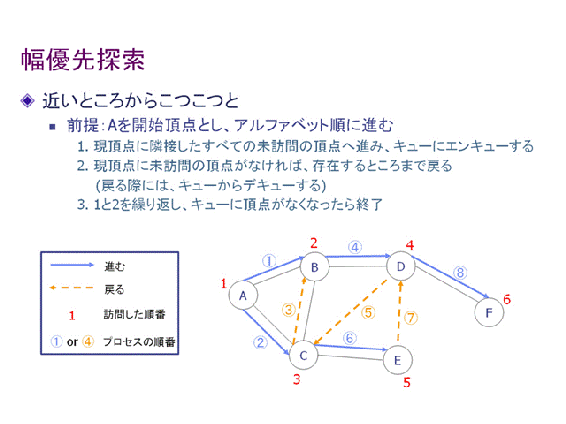 幅優先探索
近いところからこつこつと
前提：Aを開始頂点とし、アルファベット順に進む
1. 現頂点に隣接したすべての未訪問の頂点へ進み、キューにエンキューする
2. 現頂点に未訪問の頂点がなければ、存在するところまで戻る
(戻る際には、キューからデキューする)
3. 1と2を繰り返し、キューに頂点がなくなったら終了
進む
戻る
1 訪問した順番
① or ④ プロセスの順番
2
4
①
④
B
D
⑧
1
A
6
③
⑤
⑦
F
②
⑥
C
E
3
5